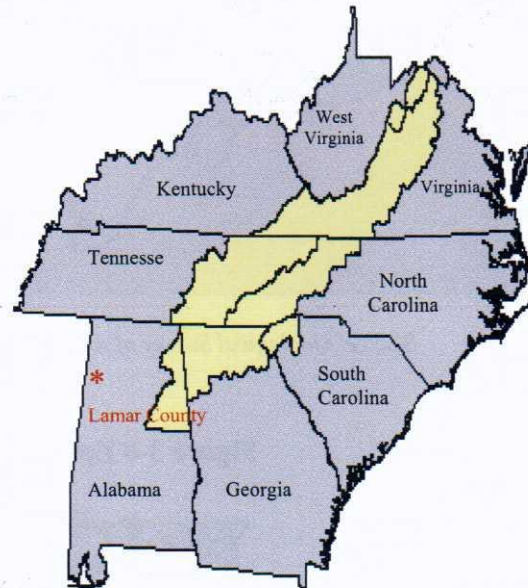 West
Virginia
Kentucky
Virginia
Tennesse
North
Carolina
South
Carolina
*
Lamar County
Alabama
Georgia